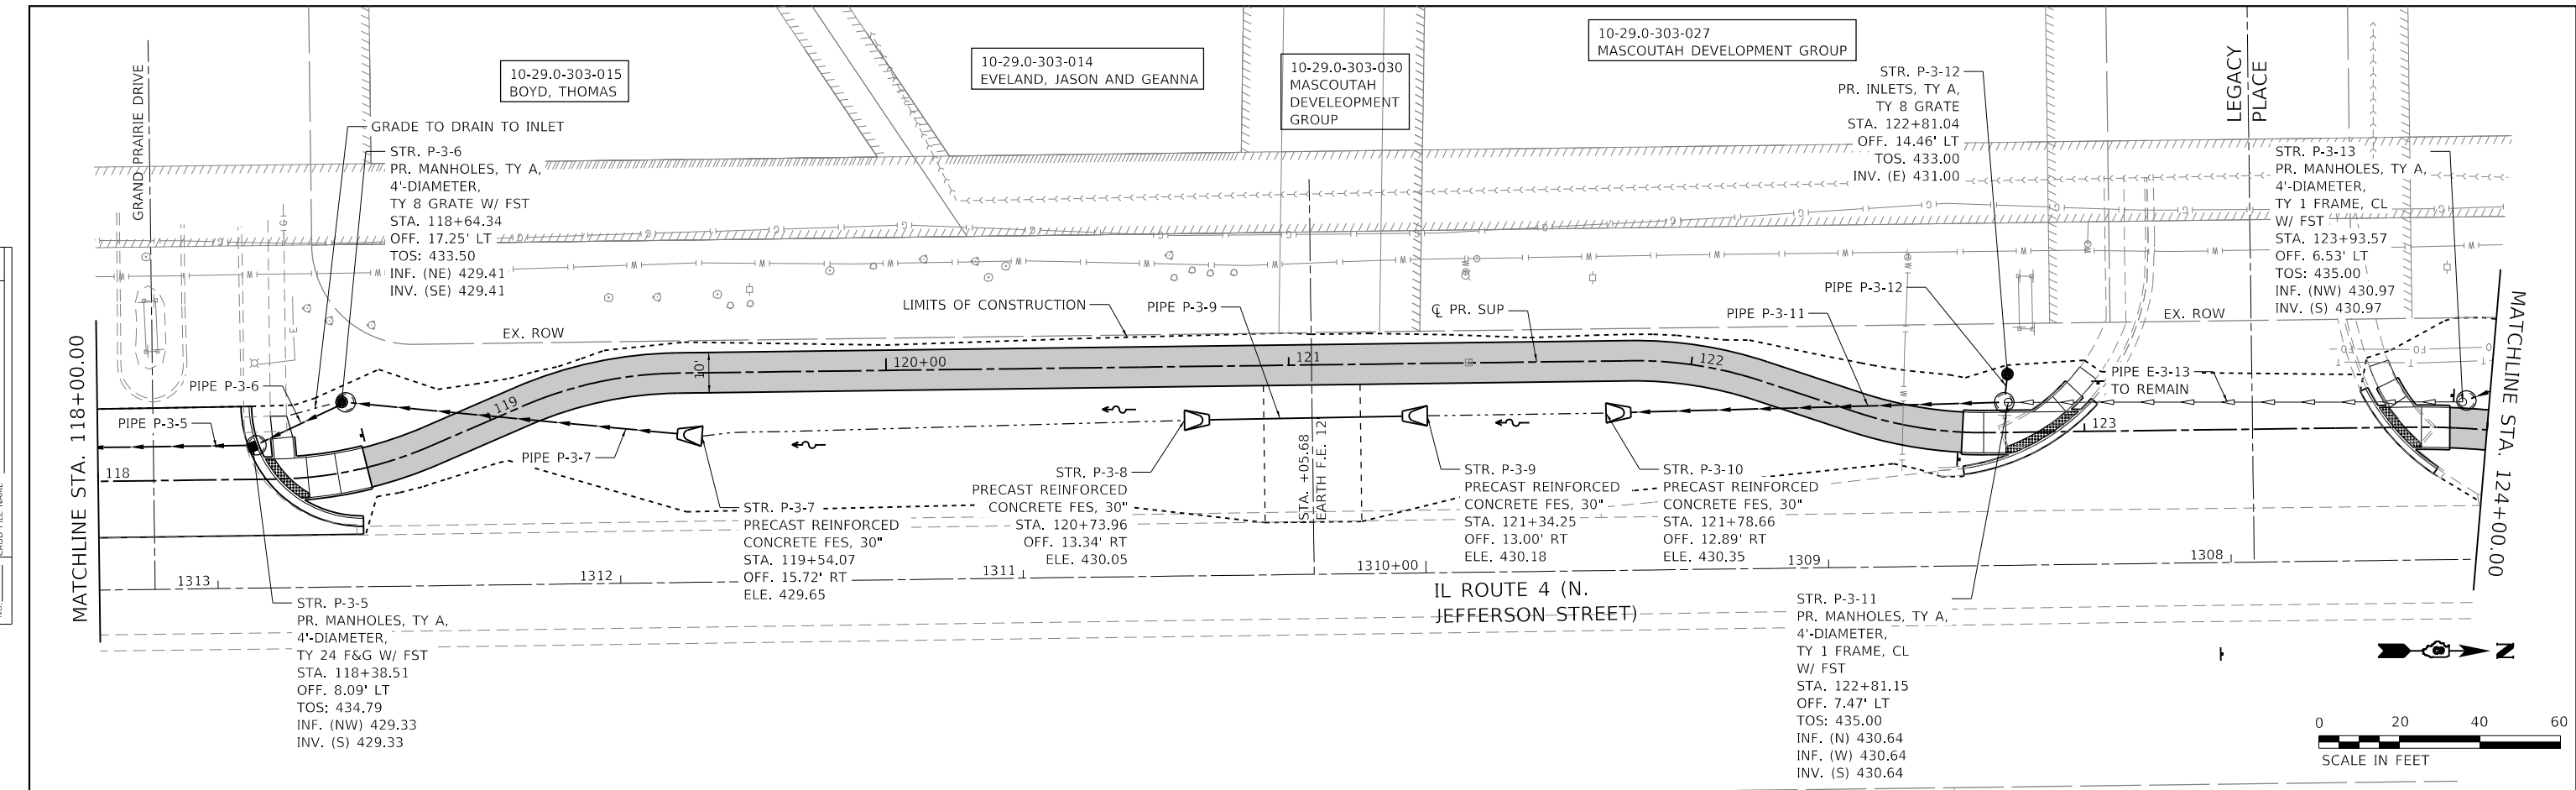 GRAND PRAIRIE DRIVE
10-29.0-303-015
BOYD, THOMAS
10-29.0-303-014
EVELAND, JASON AND GEANNA
10-29.0-303-030
MASCOUTAH
DEVELEOPMENT
GROUP
10-29.0-303-027
MASCOUTAH DEVELOPMENT GROUP
LEGACY
PLACE
GRADE TO DRAIN TO INLET
STR. P-3-6
PR. MANHOLES, TY A,
4'-DIAMETER,
TY 8 GRATE W/ FST
STA. 118+64.34
OFF. 17.25' LT
TOS: 433.50
INF. (NE) 429.41
INV. (SE) 429.41
STR. P-3-12
PR. INLETS, TY A,
TY 8 GRATE
STA. 122+81.04
OFF. 14.46' LT
TOS. 433.00
INV. (E) 431.00
STR. P-3-13
PR. MANHOLES, TY A,
4'-DIAMETER,
TY 1 FRAME, CL
W/ FST
STA. 123+93.57
OFF. 6.53' LT
TOS: 435.00
INF. (NW) 430.97
INV. (S) 430.97
LIMITS OF CONSTRUCTION
PIPE P-3-9
℄ PR. SUP
PIPE P-3-11
PIPE P-3-12
EX. ROW
EX. ROW
MATCHLINE STA. 118+00.00
MATCHLINE STA. 124+00.00
PIPE P-3-6
PIPE P-3-5
PIPE P-3-7
PIPE E-3-13
TO REMAIN
10'
118
119
120+00
121
122
123
STA. +05.68
EARTH F.E. 12'
STR. P-3-7
PRECAST REINFORCED
CONCRETE FES, 30"
STA. 119+54.07
OFF. 15.72' RT
ELE. 429.65
STR. P-3-8
PRECAST REINFORCED
CONCRETE FES, 30"
STA. 120+73.96
OFF. 13.34' RT
ELE. 430.05
STR. P-3-9
PRECAST REINFORCED
CONCRETE FES, 30"
STA. 121+34.25
OFF. 13.00' RT
ELE. 430.18
STR. P-3-10
PRECAST REINFORCED
CONCRETE FES, 30"
STA. 121+78.66
OFF. 12.89' RT
ELE. 430.35
1313
1312
1311
1310+00
1309
1308
IL ROUTE 4 (N.
JEFFERSON STREET)
STR. P-3-5
PR. MANHOLES, TY A,
4'-DIAMETER,
TY 24 F&G W/ FST
STA. 118+38.51
OFF. 8.09' LT
TOS: 434.79
INF. (NW) 429.33
INV. (S) 429.33
STR. P-3-11
PR. MANHOLES, TY A,
4'-DIAMETER,
TY 1 FRAME, CL
W/ FST
STA. 122+81.15
OFF. 7.47' LT
TOS: 435.00
INF. (N) 430.64
INF. (W) 430.64
INV. (S) 430.64
N
0 20 40 60
SCALE IN FEET